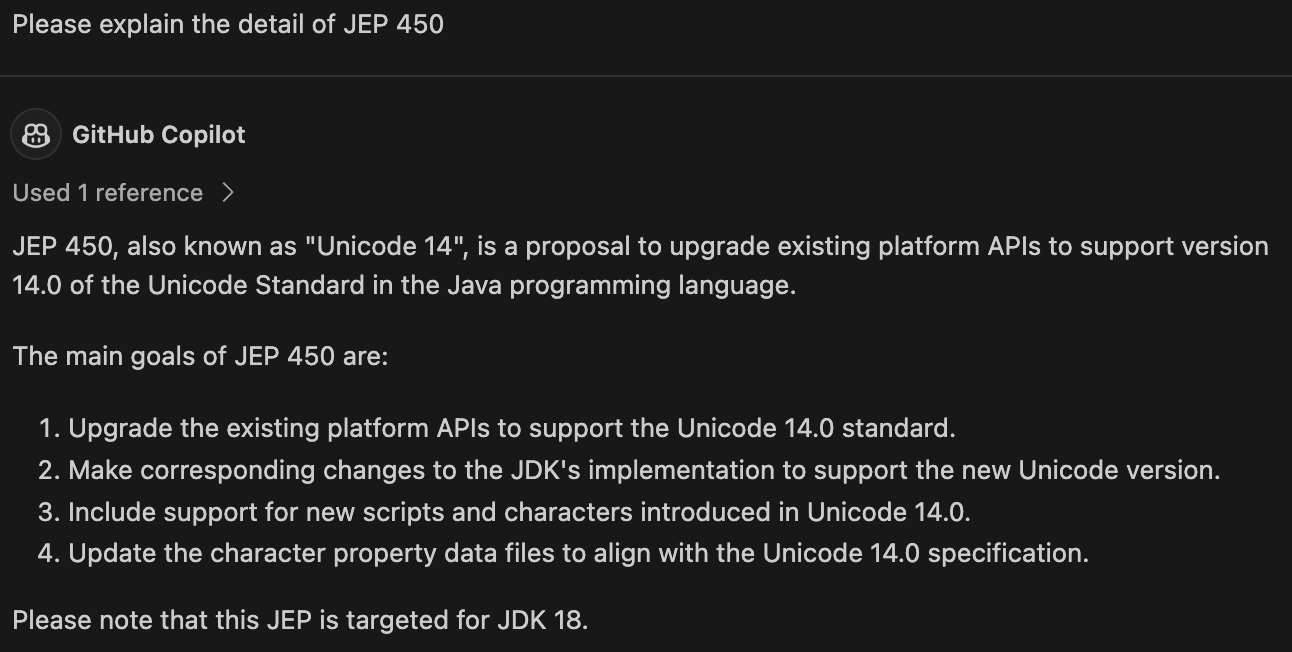 Please explain the detail of JEP 450
GitHub Copilot
Used 1 reference
JEP 450, also known as "Unicode 14", is a proposal to upgrade existing platform APIs to support version
14.0 of the Unicode Standard in the Java programming language.
The main goals of JEP 450 are:
1. Upgrade the existing platform APIs to support the Unicode 14.0 standard.
2. Make corresponding changes to the JDK's implementation to support the new Unicode version.
3. Include support for new scripts and characters introduced in Unicode 14.0.
4. Update the character property data files to align with the Unicode 14.0 specification.
Please note that this JEP is targeted for JDK 18.